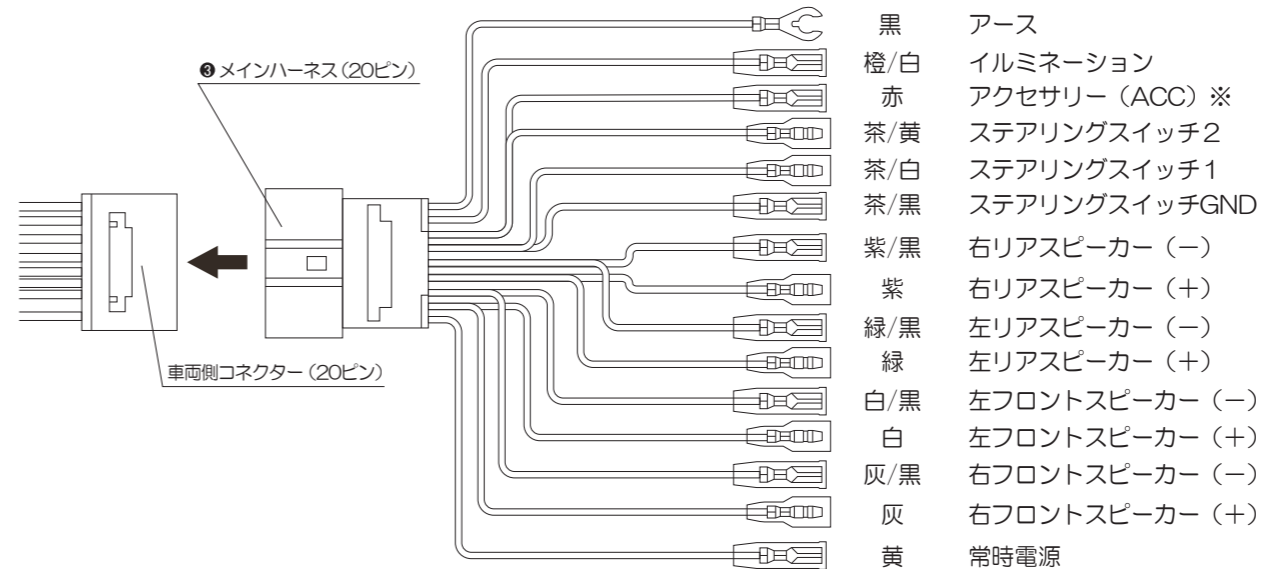 黒 アース
橙/白 イルミネーション
❸メインハーネス(20ピン)
赤 アクセサリー(ACC)※
茶/黄 ステアリングスイッチ2
茶/白 ステアリングスイッチ1
茶/黒 ステアリングスイッチGND
紫/黒 右リアスピーカー(－)
紫 右リアスピーカー(＋)
緑/黒 左リアスピーカー(－)
緑 左リアスピーカー(＋)
車両側コネクター(20ピン)
白/黒 左フロントスピーカー(－)
白 左フロントスピーカー(＋)
灰/黒 右フロントスピーカー(－)
灰 右フロントスピーカー(＋)
黄 常時電源